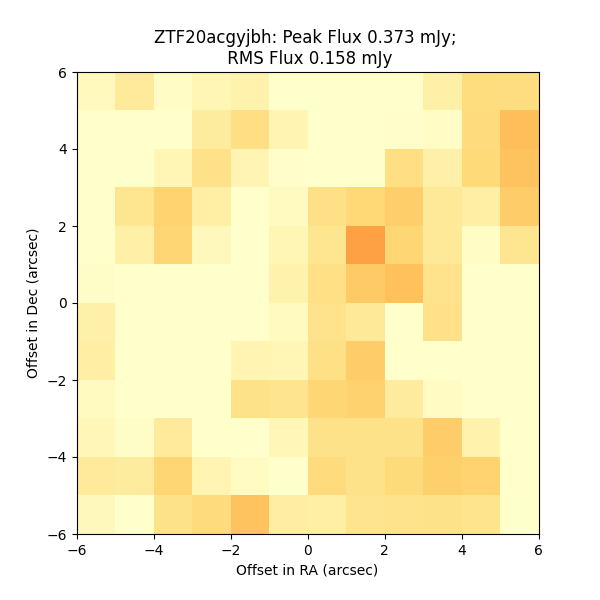 ZTF20acgyjbh: Peak Flux 0.373 mJy;
RMS Flux 0.158 mJy
6
4
2
0
−2
−4
−6
Offset in Dec (arcsec)
−6 −4 −2 0 2 4 6
Offset in RA (arcsec)